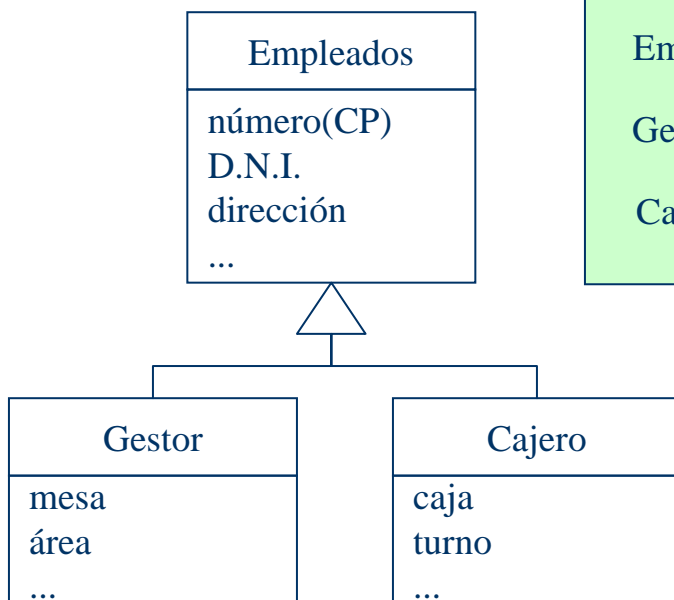 Empleados
número(CP)
D.N.I.
dirección
...
Gestor
mesa
área
...
Cajero
caja
turno
...